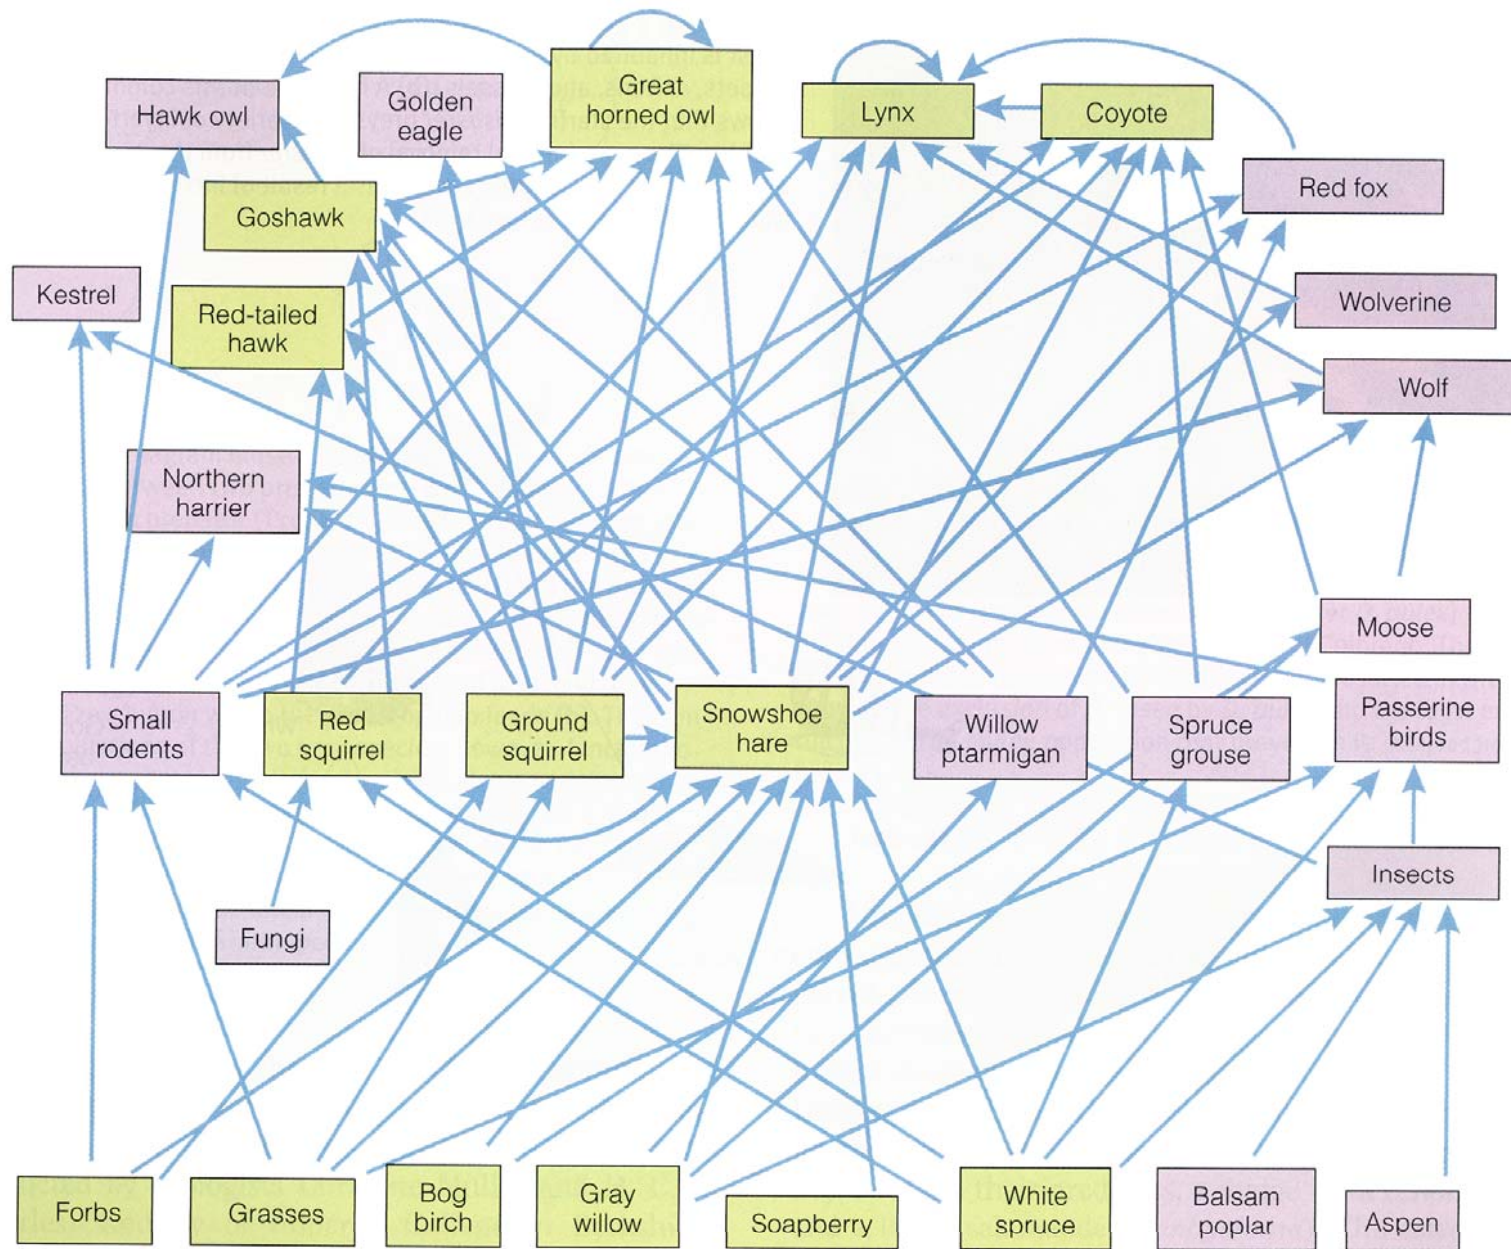 Great
horned owl
Hawk owl
Golden
eagle
Lynx
Coyote
Red fox
Goshawk
Kestrel
Red-tailed
hawk
Wolverine
Wolf
Northern
harrier
Moose
Small
rodents
Red
squirrel
Ground
squirrel
Snowshoe
hare
Willow
ptarmigan
Spruce
grouse
Passerine
birds
Insects
Fungi
Forbs
Grasses
Bog
birch
Gray
willow
Soapberry
White
spruce
Balsam
poplar
Aspen